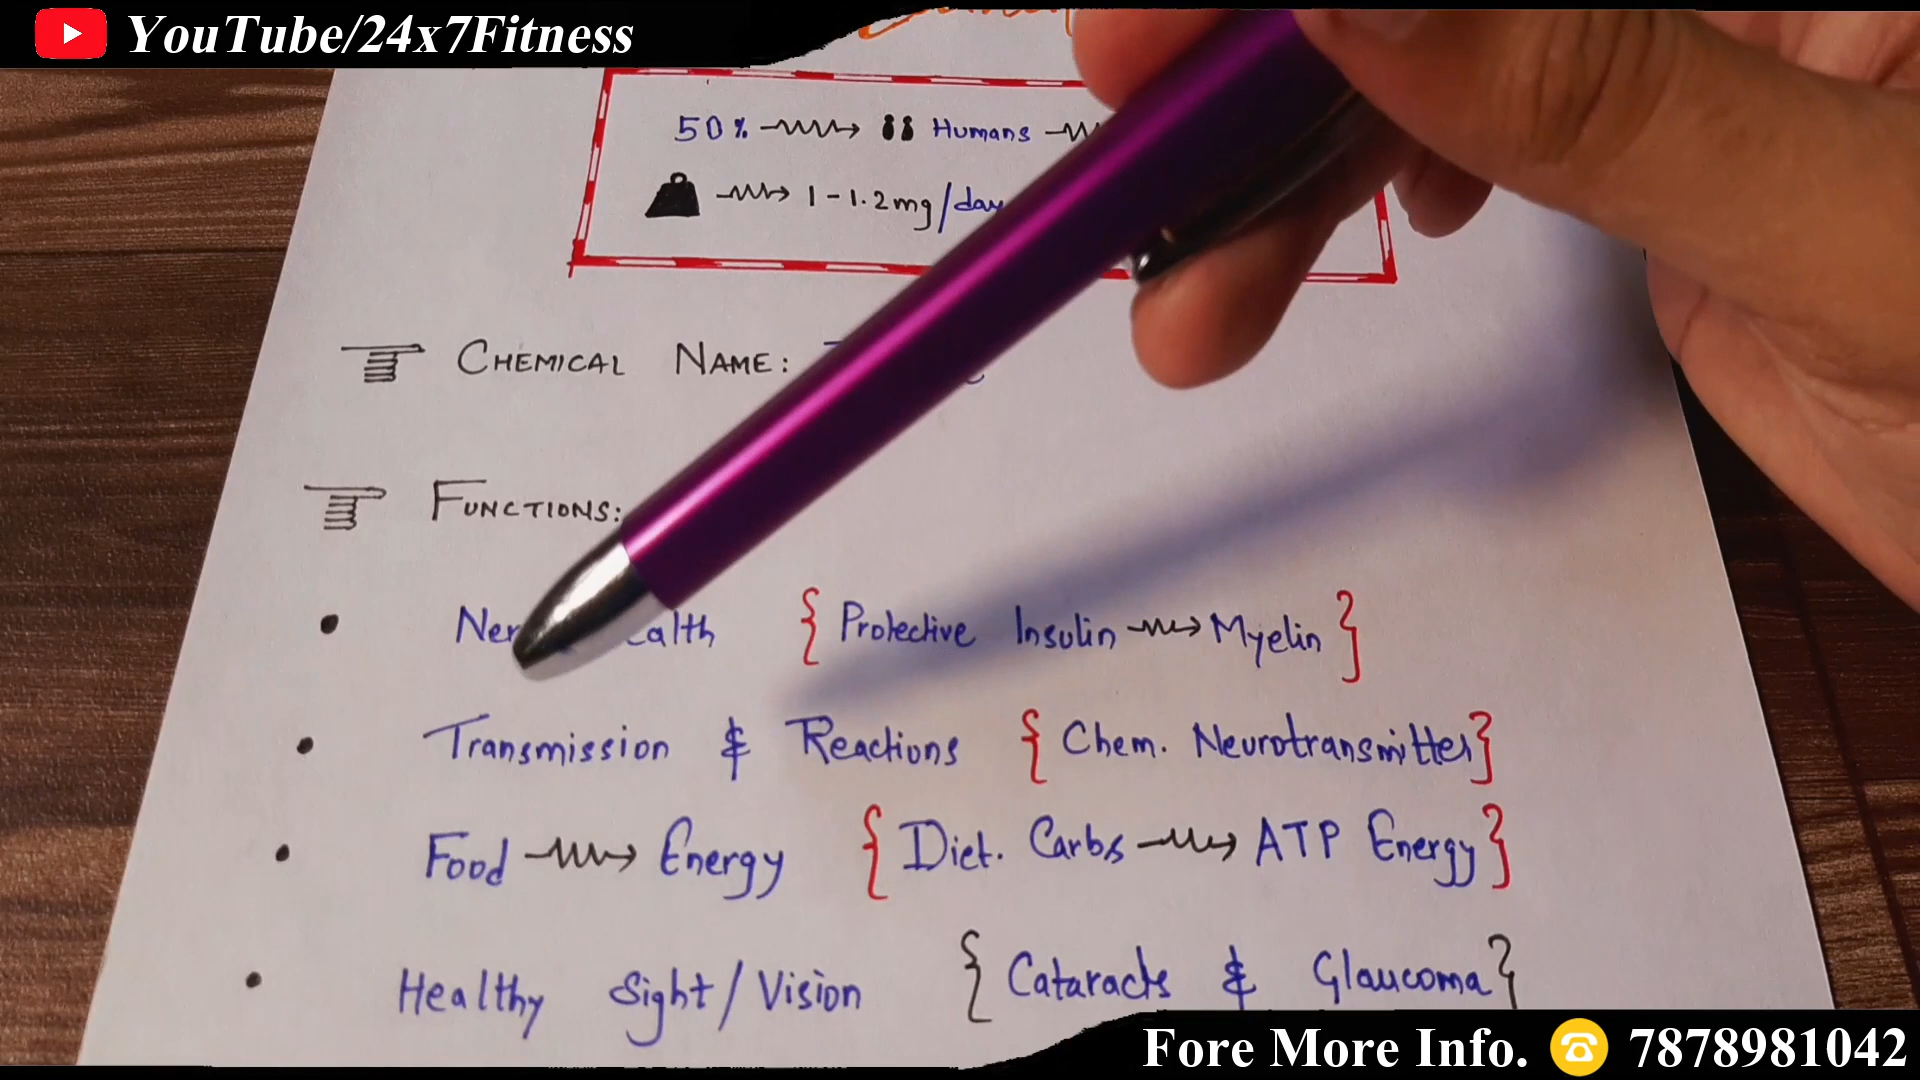 YouTube/24x7Fitness
50% Humans
1-1.2mg/day
CHEMICAL NAME:
FUNCTIONS:
{ Protective Insulin Myelin }
Transmission & Reactions { Chem. Neurotransmitter }
Food Energy { Diet. Carbs ATP Energy }
Healthy Sight/Vision { Cataracts & Glaucoma }
Fore More Info. 7878981042